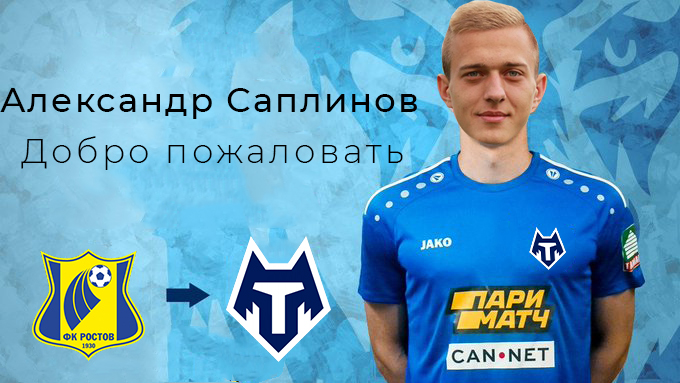 Александр Саплинов
Добро пожаловать
ФК РОСТОВ
1930
JAKO
ПАРИ
МАТЧ
CAN•NET